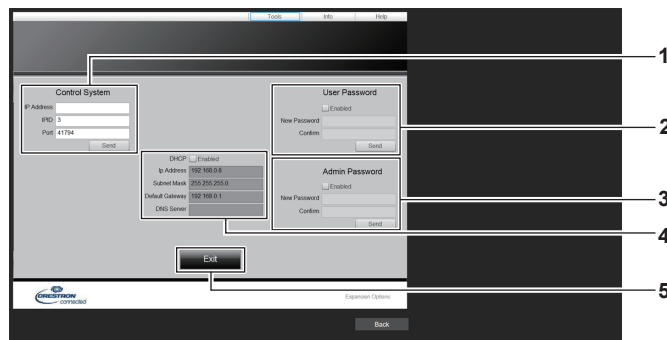 Tools Info Help
1
Control System
IP Address
IPID 3
Port 41794
Send
User Password
Enabled
New Password
Confirm
Send
2
DHCP Enabled
Ip Address 192.168.0.8
Subnet Mask 255.255.255.0
Default Gateway 192.168.0.1
DNS Server
Admin Password
Enabled
New Password
Confirm
Send
3
4
Exit
5
CRESTRON
connected
Expansion Options
Back